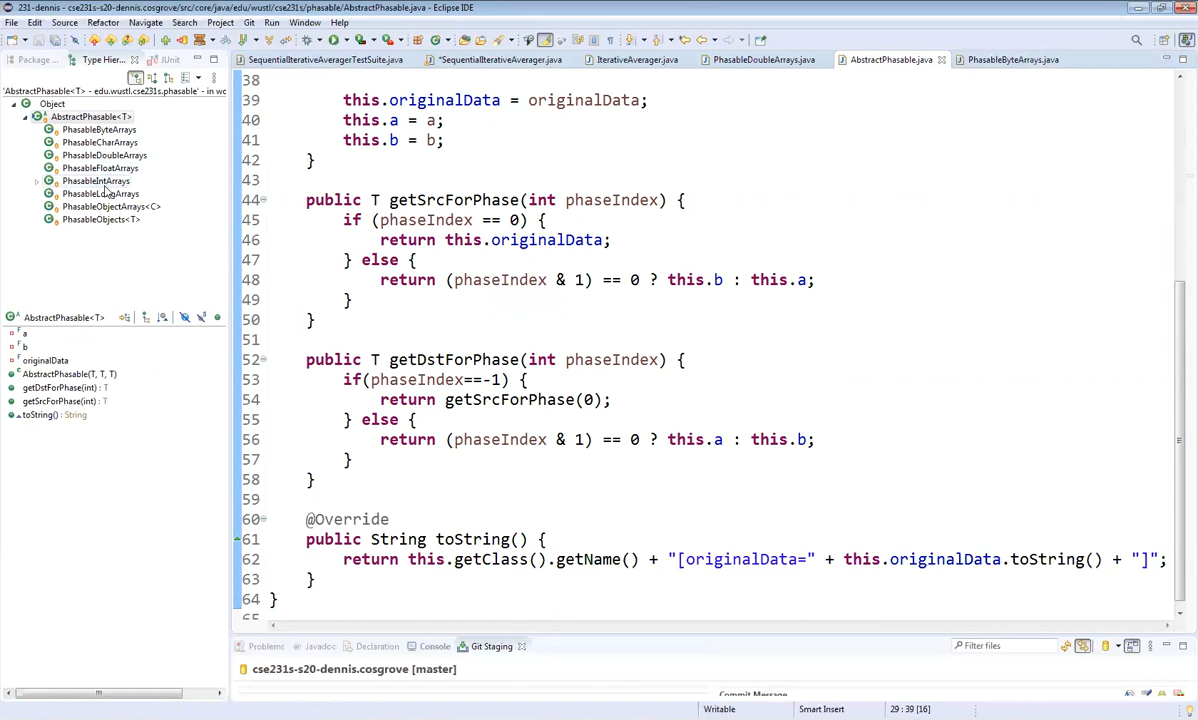 231-dennis - cse231s-s20-dennis.cosgrove/src/core/java/edu/wustl/cse231s/phasable/AbstractPhasable.java - Eclipse IDE
File Edit Source Refactor Navigate Search Project Git Run Window Help
Package ... Type Hier... JUnit
SequentialIterativeAveragerTestSuite.java *SequentialIterativeAverager.java IterativeAverager.java PhasableDoubleArrays.java AbstractPhasable.java PhasableByteArrays.java
'AbstractPhasable<T> - edu.wustl.cse231s.phasable' - in wo
Object
AbstractPhasable<T>
PhasableByteArrays
PhasableCharArrays
PhasableDoubleArrays
PhasableFloatArrays
PhasableIntArrays
PhasableLongArrays
PhasableObjectArrays<C>
PhasableObjects<T>
AbstractPhasable<T>
a
b
originalData
AbstractPhasable(T, T, T)
getDstForPhase(int) : T
getSrcForPhase(int) : T
toString() : String
38
39 this.originalData = originalData;
40 this.a = a;
41 this.b = b;
42 }
43
44 public T getSrcForPhase(int phaseIndex) {
45 if (phaseIndex == 0) {
46 return this.originalData;
47 } else {
48 return (phaseIndex & 1) == 0 ? this.b : this.a;
49 }
50 }
51
52 public T getDstForPhase(int phaseIndex) {
53 if(phaseIndex==-1) {
54 return getSrcForPhase(0);
55 } else {
56 return (phaseIndex & 1) == 0 ? this.a : this.b;
57 }
58 }
59
60 @Override
61 public String toString() {
62 return this.getClass().getName() + "[originalData=" + this.originalData.toString() + "]";
63 }
64 }
65
Problems Javadoc Declaration Console Git Staging Filter files
cse231s-s20-dennis.cosgrove [master]
Commit Message
Writable Smart Insert 29 : 39 [16]